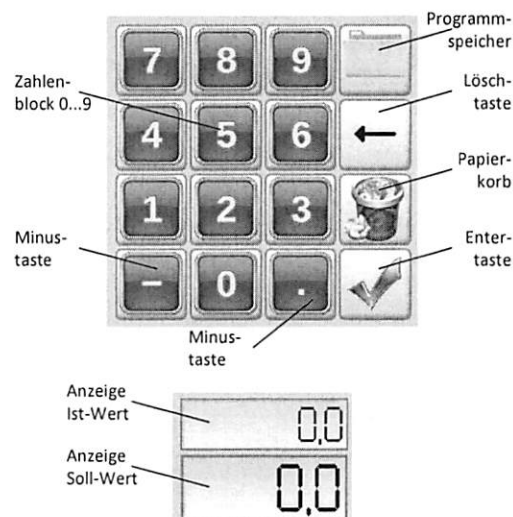 Programm-
speicher
7 8 9
Zahlen-
block 0...9
Lösch-
taste
4 5 6
←
Papier-
korb
1 2 3
Minus-
taste
Enter-
taste
- 0 .
Minus-
taste
Anzeige
Ist-Wert
0,0
Anzeige
Soll-Wert
0,0